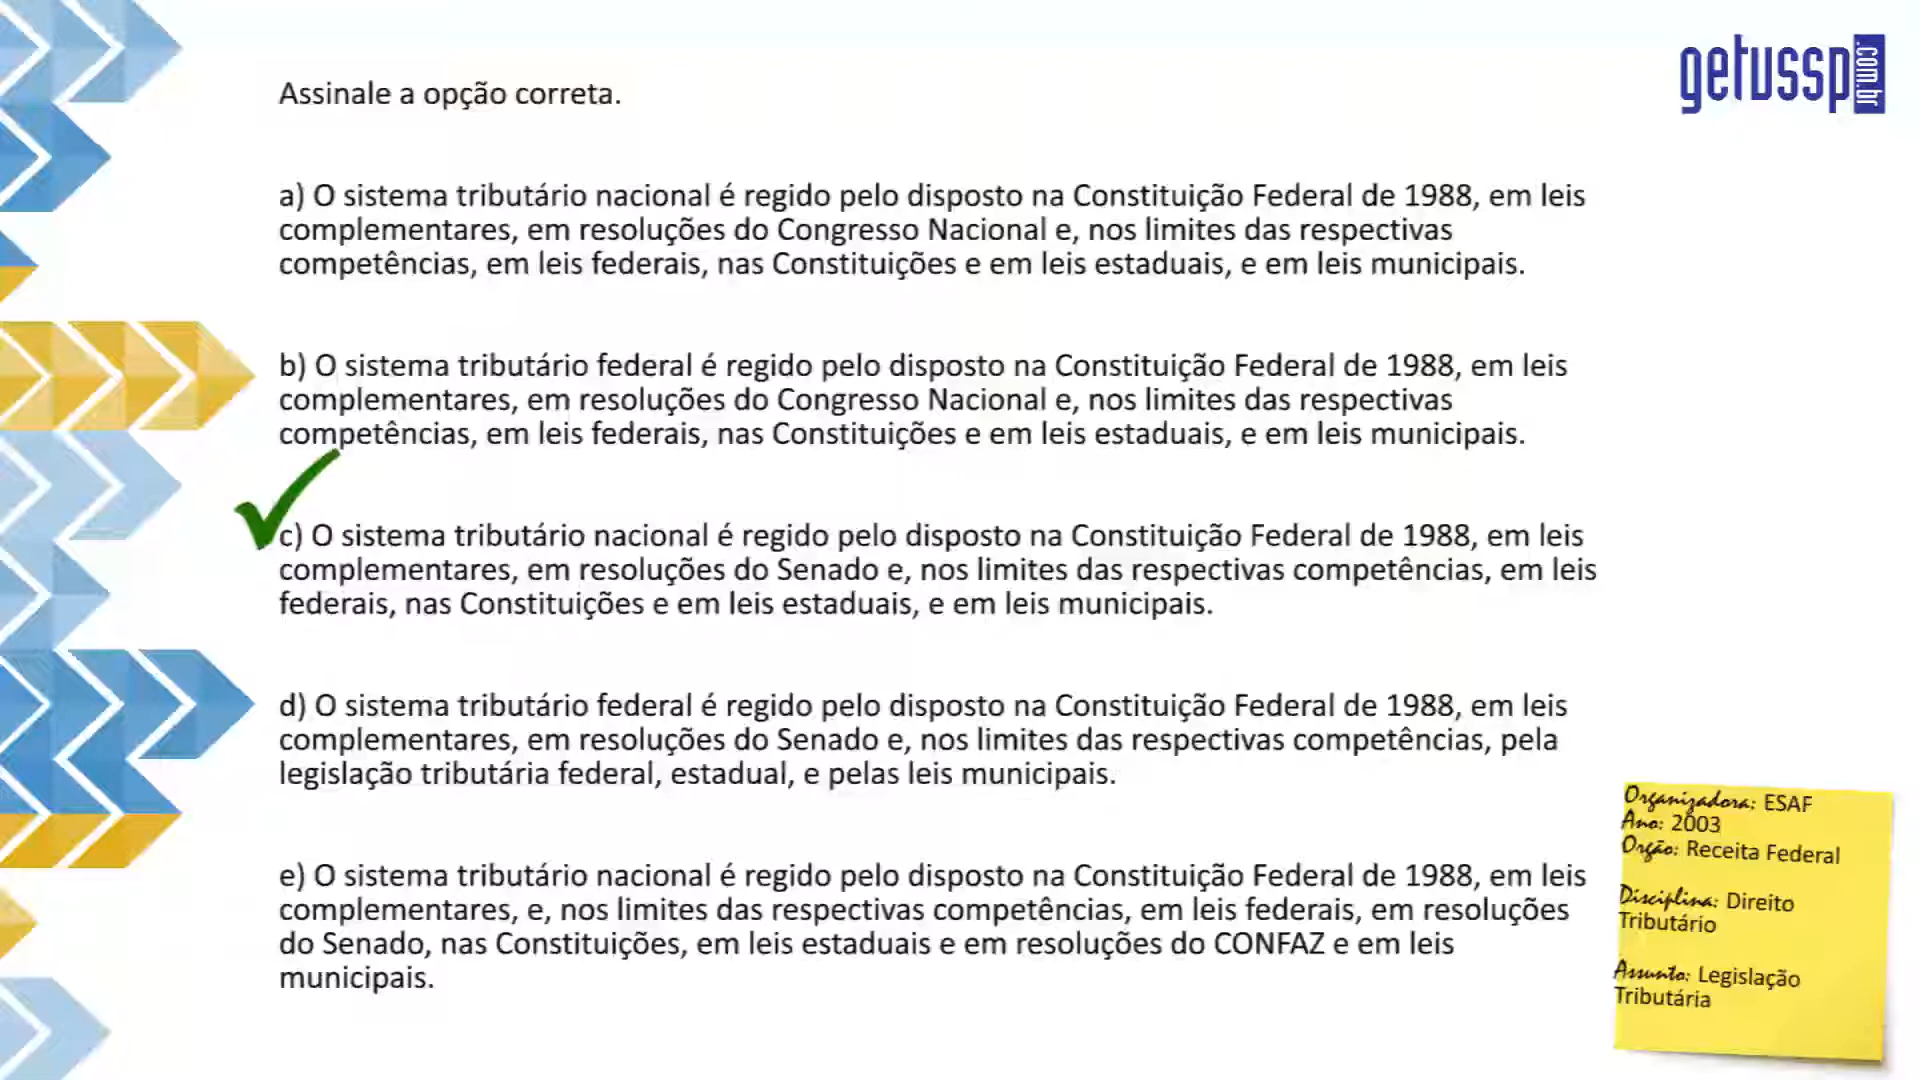 getussp.com.br
Assinale a opção correta.
a) O sistema tributário nacional é regido pelo disposto na Constituição Federal de 1988, em leis
complementares, em resoluções do Congresso Nacional e, nos limites das respectivas
competências, em leis federais, nas Constituições e em leis estaduais, e em leis municipais.
b) O sistema tributário federal é regido pelo disposto na Constituição Federal de 1988, em leis
complementares, em resoluções do Congresso Nacional e, nos limites das respectivas
competências, em leis federais, nas Constituições e em leis estaduais, e em leis municipais.
c) O sistema tributário nacional é regido pelo disposto na Constituição Federal de 1988, em leis
complementares, em resoluções do Senado e, nos limites das respectivas competências, em leis
federais, nas Constituições e em leis estaduais, e em leis municipais.
d) O sistema tributário federal é regido pelo disposto na Constituição Federal de 1988, em leis
complementares, em resoluções do Senado e, nos limites das respectivas competências, pela
legislação tributária federal, estadual, e pelas leis municipais.
e) O sistema tributário nacional é regido pelo disposto na Constituição Federal de 1988, em leis
complementares, e, nos limites das respectivas competências, em leis federais, em resoluções
do Senado, nas Constituições, em leis estaduais e em resoluções do CONFAZ e em leis
municipais.
Organizadora: ESAF
Ano: 2003
Orgão: Receita Federal
Disciplina: Direito
Tributário
Assunto: Legislação
Tributária